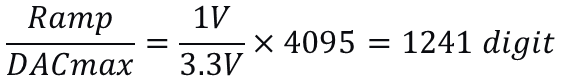 Ramp / DACmax = 1V / 3.3V × 4095 = 1241 digit